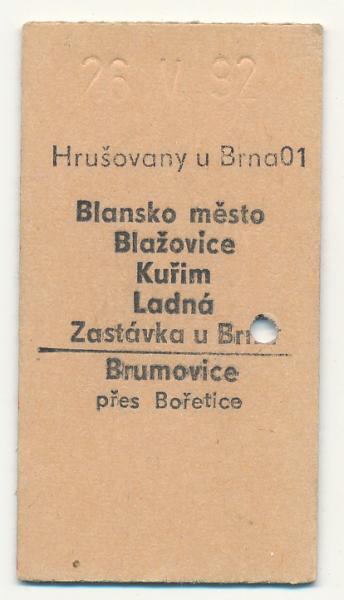 26 V 92
Hrušovany u Brna01
Blansko město
Blažovice
Kuřim
Ladná
Zastávka u Brna
Brumovice
přes Bořetice